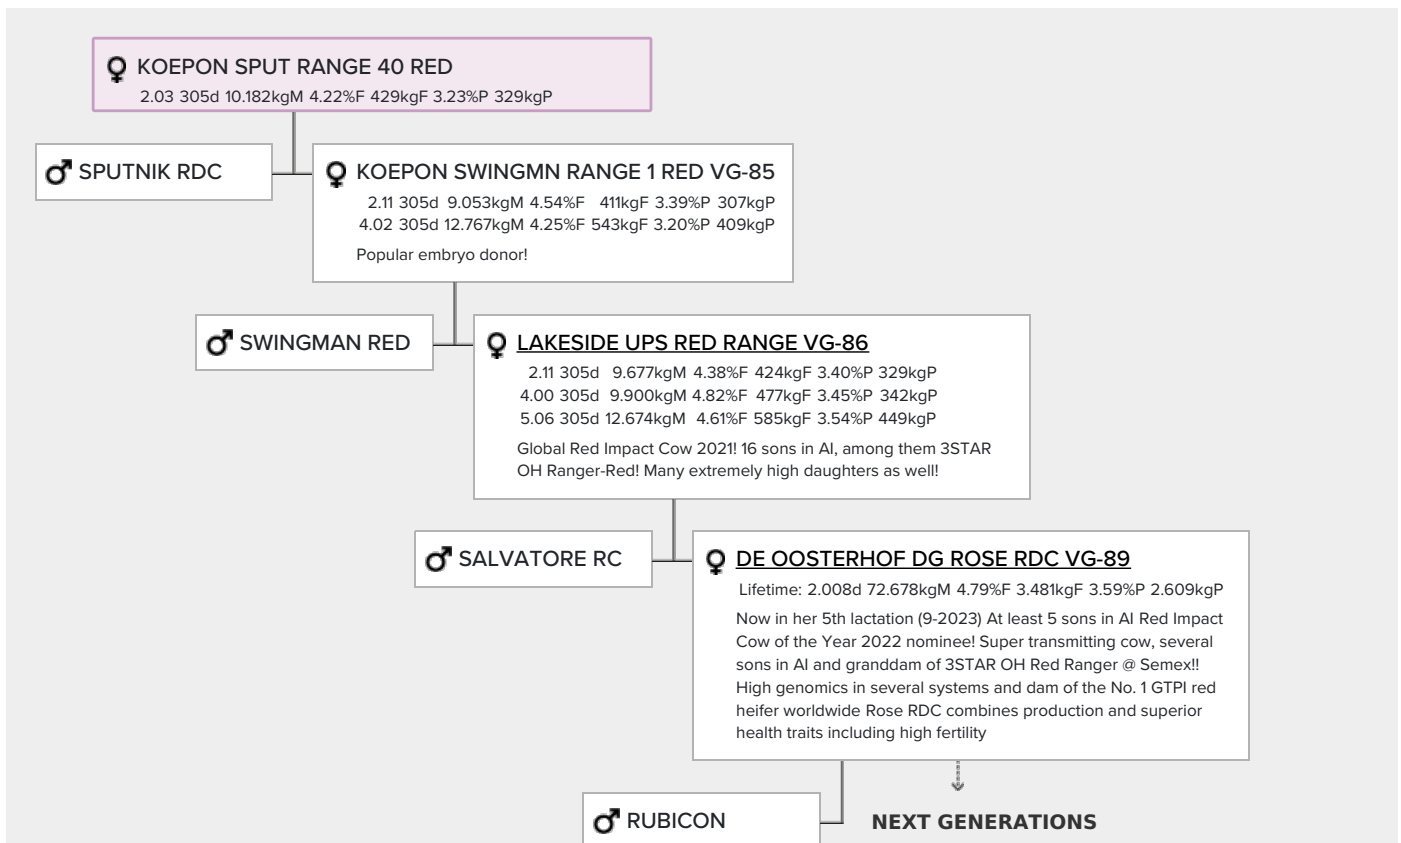 KOEPON SPUT RANGE 40 RED
2.03 305d 10.182kgM 4.22%F 429kgF 3.23%P 329kgP
SPUTNIK RDC
KOEPON SWINGMN RANGE 1 RED VG-85
2.11 305d 9.053kgM 4.54%F 411kgF 3.39%P 307kgP
4.02 305d 12.767kgM 4.25%F 543kgF 3.20%P 409kgP
Popular embryo donor!
SWINGMAN RED
LAKESIDE UPS RED RANGE VG-86
2.11 305d 9.677kgM 4.38%F 424kgF 3.40%P 329kgP
4.00 305d 9.900kgM 4.82%F 477kgF 3.45%P 342kgP
5.06 305d 12.674kgM 4.61%F 585kgF 3.54%P 449kgP
Global Red Impact Cow 2021! 16 sons in AI, among them 3STAR
OH Ranger-Red! Many extremely high daughters as well!
SALVATORE RC
DE OOSTERHOF DG ROSE RDC VG-89
Lifetime: 2.008d 72.678kgM 4.79%F 3.481kgF 3.59%P 2.609kgP
Now in her 5th lactation (9-2023) At least 5 sons in AI Red Impact
Cow of the Year 2022 nominee! Super transmitting cow, several
sons in AI and granddam of 3STAR OH Red Ranger @ Semex!!
High genomics in several systems and dam of the No. 1 GTPI red
heifer worldwide Rose RDC combines production and superior
health traits including high fertility
RUBICON
NEXT GENERATIONS